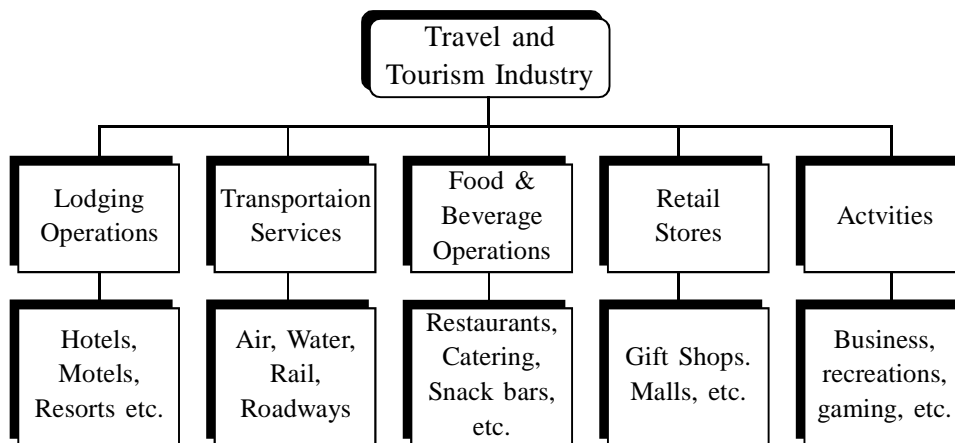 Travel and
Tourism Industry
Lodging
Operations
Transportaion
Services
Food &
Beverage
Operations
Retail
Stores
Actvities
Hotels,
Motels,
Resorts etc.
Air, Water,
Rail,
Roadways
Restaurants,
Catering,
Snack bars,
etc.
Gift Shops.
Malls, etc.
Business,
recreations,
gaming, etc.